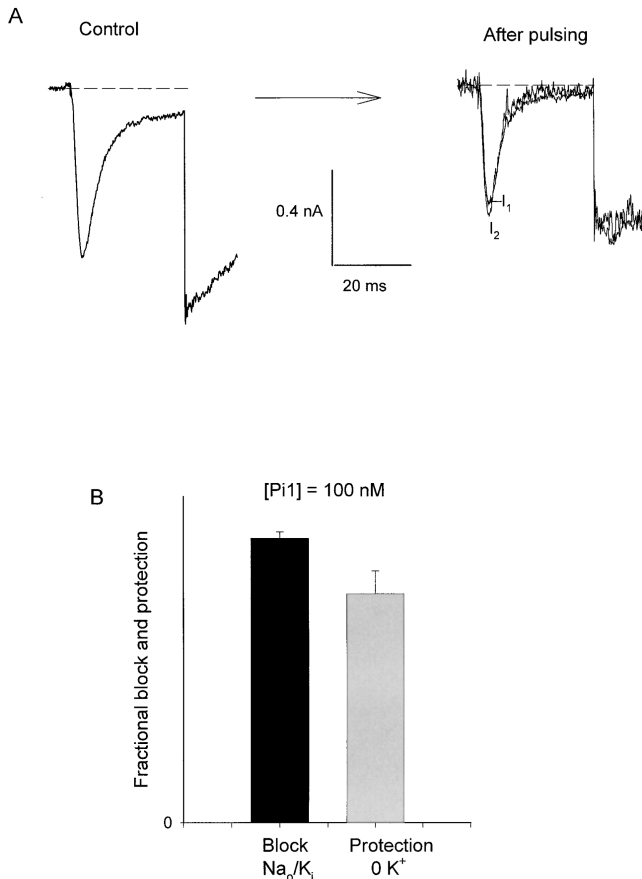 A
Control
After pulsing
0.4 nA
20 ms
I₁
I₂
B
[Pi1] = 100 nM
Fractional block and protection
0
Block
Naₒ/Kᵢ
Protection
0 K⁺